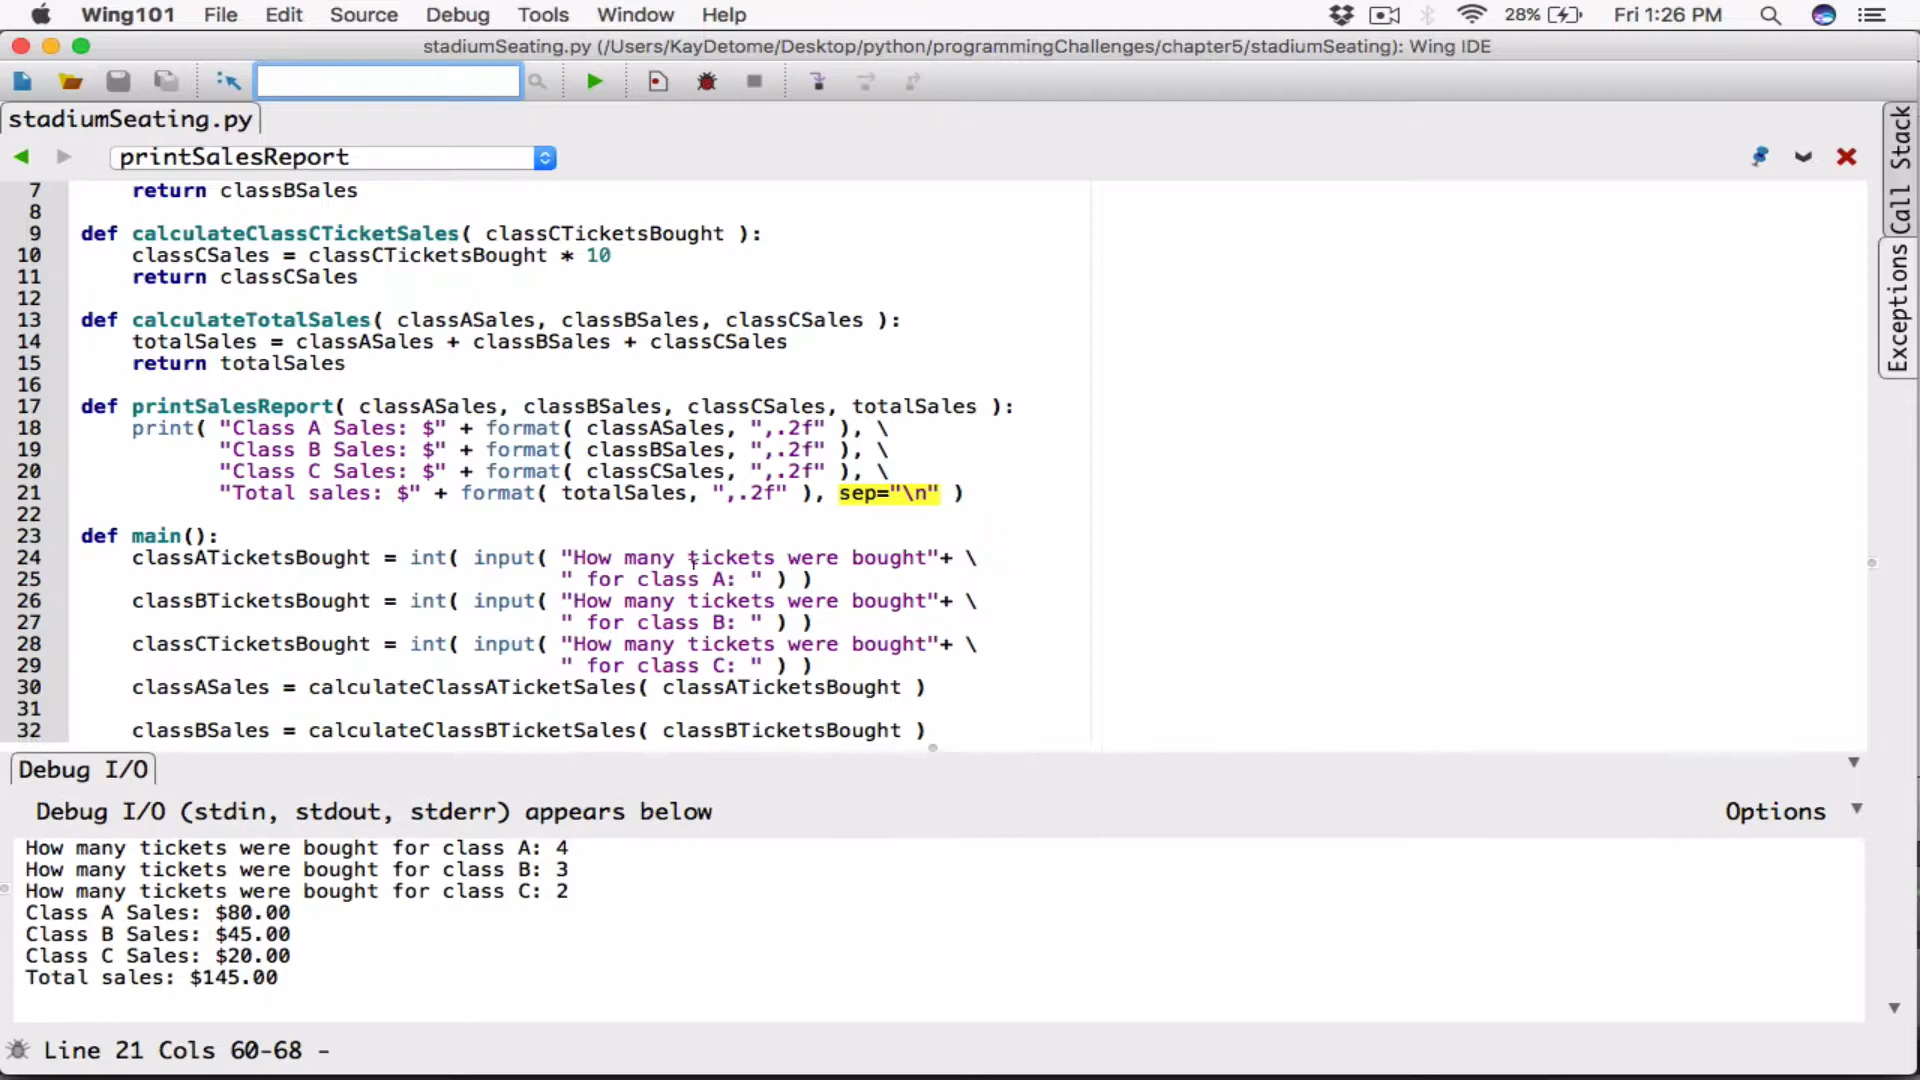 Wing101 File Edit Source Debug Tools Window Help 28% Fri 1:26 PM
stadiumSeating.py (/Users/KayDetome/Desktop/python/programmingChallenges/chapter5/stadiumSeating): Wing IDE
stadiumSeating.py
printSalesReport
Call Stack
Exceptions
7 return classBSales
8
9 def calculateClassCTicketSales( classCTicketsBought ):
10 classCSales = classCTicketsBought * 10
11 return classCSales
12
13 def calculateTotalSales( classASales, classBSales, classCSales ):
14 totalSales = classASales + classBSales + classCSales
15 return totalSales
16
17 def printSalesReport( classASales, classBSales, classCSales, totalSales ):
18 print( "Class A Sales: $" + format( classASales, ",.2f" ), \
19 "Class B Sales: $" + format( classBSales, ",.2f" ), \
20 "Class C Sales: $" + format( classCSales, ",.2f" ), \
21 "Total sales: $" + format( totalSales, ",.2f" ), sep="\n" )
22
23 def main():
24 classATicketsBought = int( input( "How many tickets were bought"+ \
25 " for class A: " ) )
26 classBTicketsBought = int( input( "How many tickets were bought"+ \
27 " for class B: " ) )
28 classCTicketsBought = int( input( "How many tickets were bought"+ \
29 " for class C: " ) )
30 classASales = calculateClassATicketSales( classATicketsBought )
31
32 classBSales = calculateClassBTicketSales( classBTicketsBought )
Debug I/O
Debug I/O (stdin, stdout, stderr) appears below Options
How many tickets were bought for class A: 4
How many tickets were bought for class B: 3
How many tickets were bought for class C: 2
Class A Sales: $80.00
Class B Sales: $45.00
Class C Sales: $20.00
Total sales: $145.00
Line 21 Cols 60-68 -